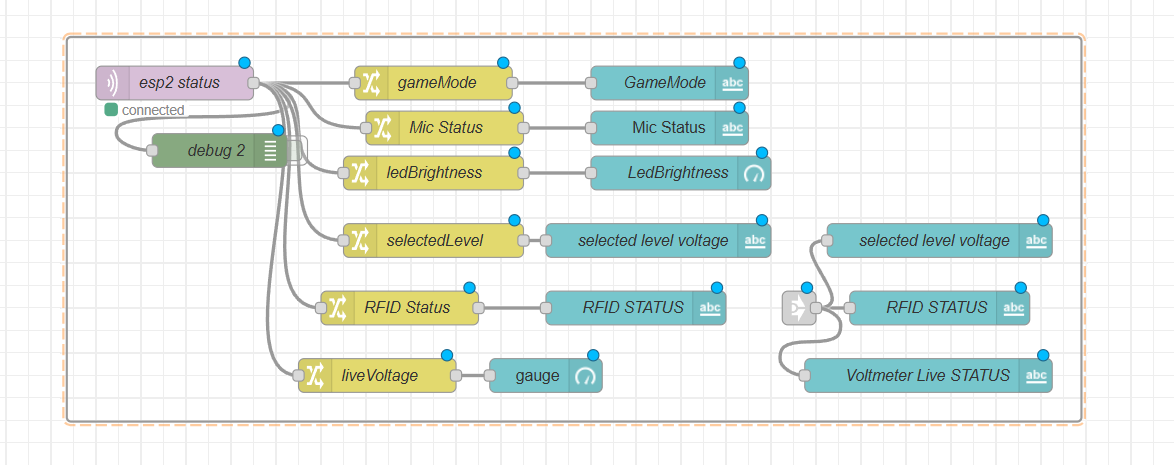 esp2 status
gameMode
GameMode abc
connected
Mic Status
Mic Status abc
debug 2
ledBrightness
LedBrightness
selectedLevel
selected level voltage abc
selected level voltage abc
RFID Status
RFID STATUS abc
RFID STATUS abc
liveVoltage
gauge
Voltmeter Live STATUS abc